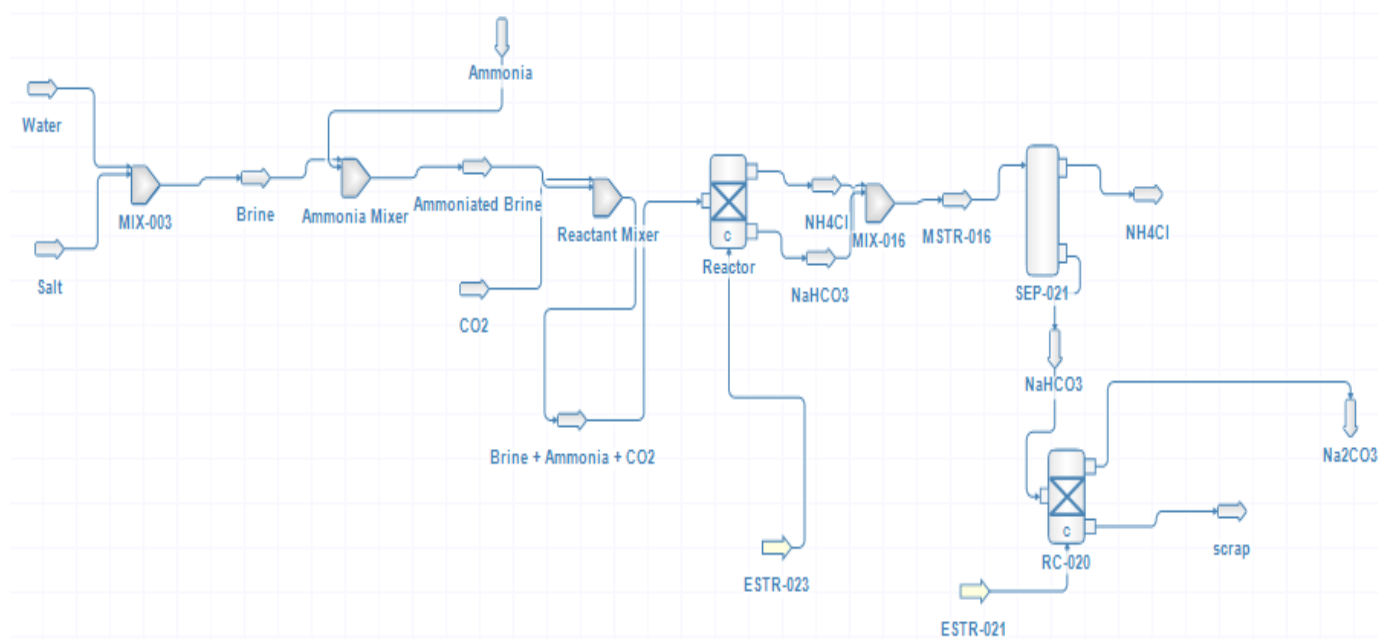 Ammonia
Water
MIX-003
Brine
Ammonia Mixer
Ammoniated Brine
Reactant Mixer
Salt
CO2
Brine + Ammonia + CO2
C
Reactor
NH4Cl
NaHCO3
MIX-016
MSTR-016
SEP-021
NH4Cl
NaHCO3
ESTR-023
C
RC-020
Na2CO3
scrap
ESTR-021